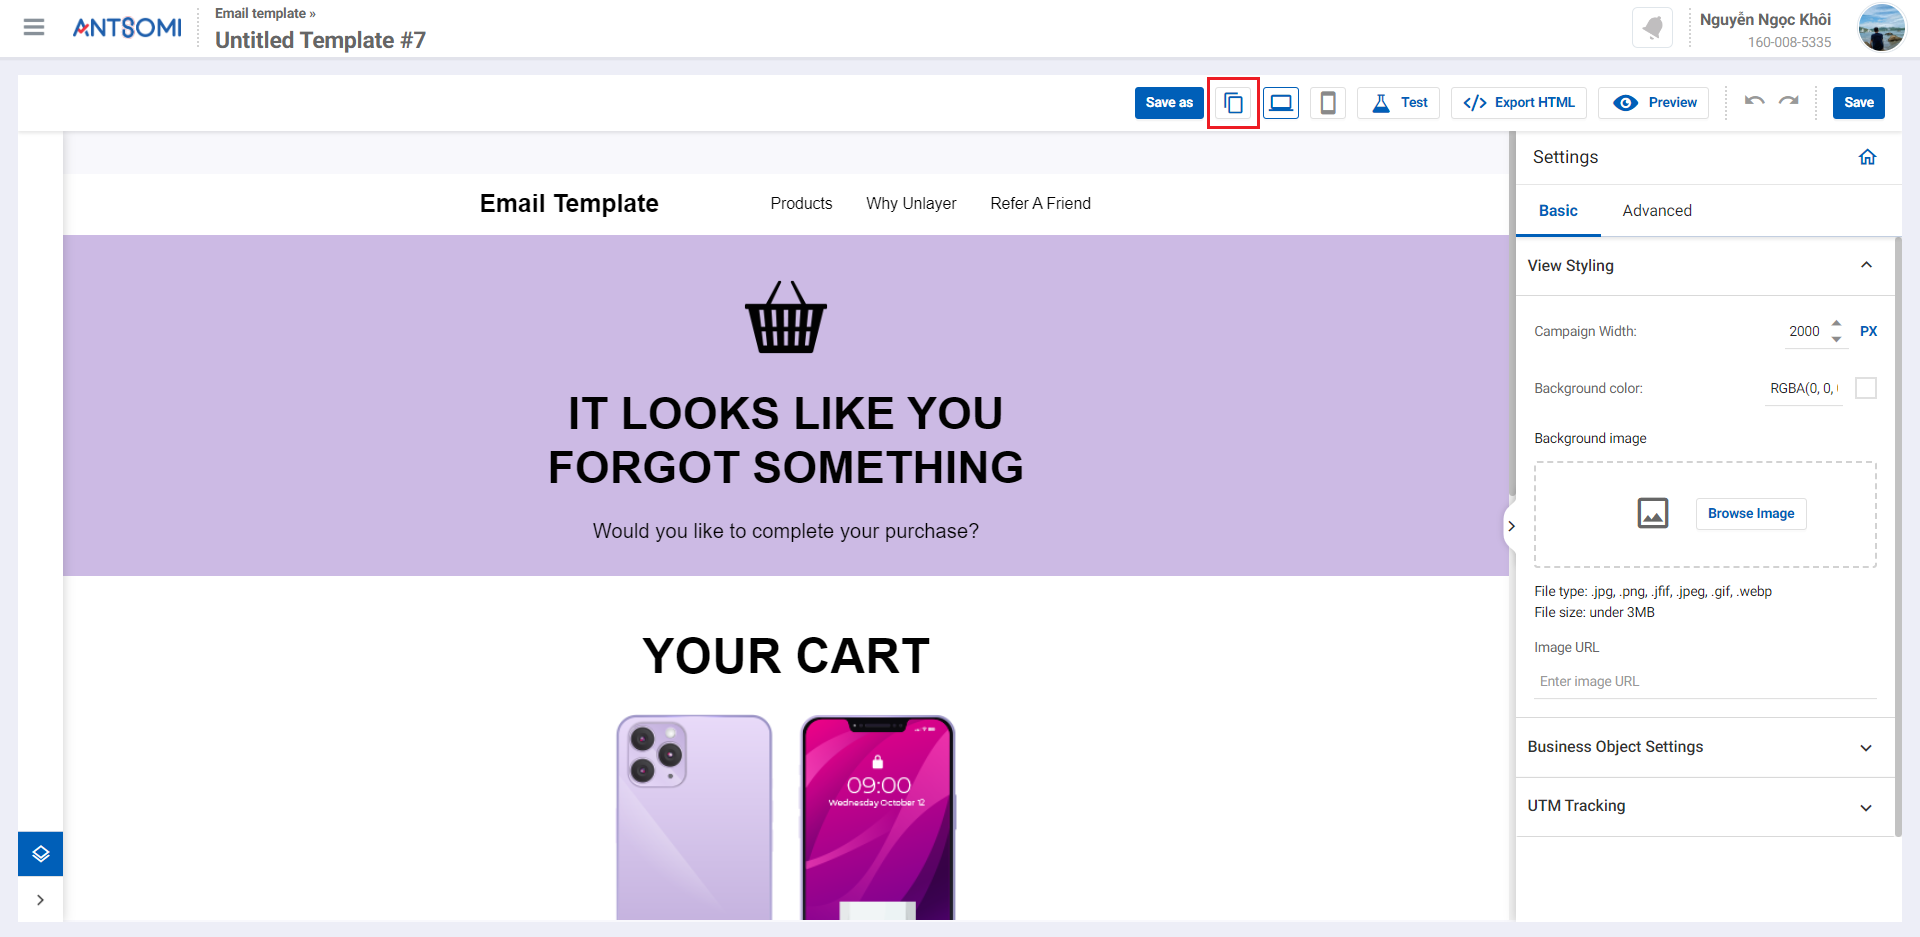 ANTSOMI
Email template »
Untitled Template #7
Nguyễn Ngọc Khôi
160-008-5335
Save as
Test
</> Export HTML
Preview
Save
Email Template
Products
Why Unlayer
Refer A Friend
IT LOOKS LIKE YOU
FORGOT SOMETHING
Would you like to complete your purchase?
YOUR CART
09:00
Wednesday October 12
Settings
Basic
Advanced
View Styling
Campaign Width:
2000
PX
Background color:
RGBA(0, 0,
Background image
Browse Image
File type: .jpg, .png, .jfif, .jpeg, .gif, .webp
File size: under 3MB
Image URL
Enter image URL
Business Object Settings
UTM Tracking